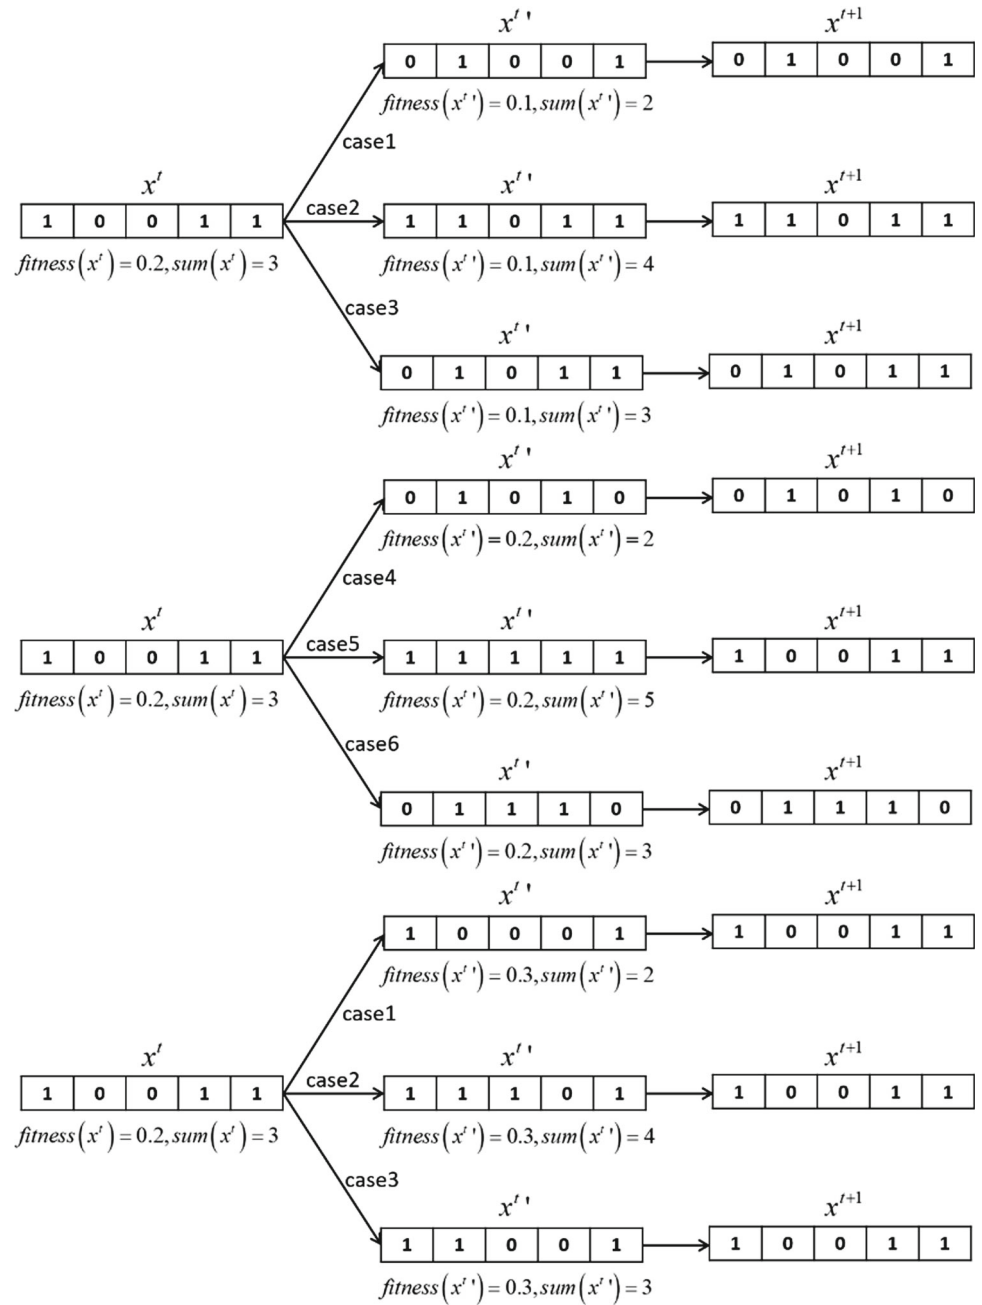 x^t ' x^{t+1}
0 1 0 0 1 0 1 0 0 1
fitness(x^t ')=0.1,sum(x^t ')=2
case1
x^t x^t ' x^{t+1}
1 0 0 1 1 case2 1 1 0 1 1 1 1 0 1 1
fitness(x^t)=0.2,sum(x^t)=3 fitness(x^t ')=0.1,sum(x^t ')=4
case3
x^t ' x^{t+1}
0 1 0 1 1 0 1 0 1 1
fitness(x^t ')=0.1,sum(x^t ')=3
x^t ' x^{t+1}
0 1 0 1 0 0 1 0 1 0
fitness(x^t ')=0.2,sum(x^t ')=2
case4
x^t x^t ' x^{t+1}
1 0 0 1 1 case5 1 1 1 1 1 1 0 0 1 1
fitness(x^t)=0.2,sum(x^t)=3 fitness(x^t ')=0.2,sum(x^t ')=5
case6
x^t ' x^{t+1}
0 1 1 1 0 0 1 1 1 0
fitness(x^t ')=0.2,sum(x^t ')=3
x^t ' x^{t+1}
1 0 0 0 1 1 0 0 1 1
fitness(x^t ')=0.3,sum(x^t ')=2
case1
x^t x^t ' x^{t+1}
1 0 0 1 1 case2 1 1 1 0 1 1 0 0 1 1
fitness(x^t)=0.2,sum(x^t)=3 fitness(x^t ')=0.3,sum(x^t ')=4
case3
x^t ' x^{t+1}
1 1 0 0 1 1 0 0 1 1
fitness(x^t ')=0.3,sum(x^t ')=3